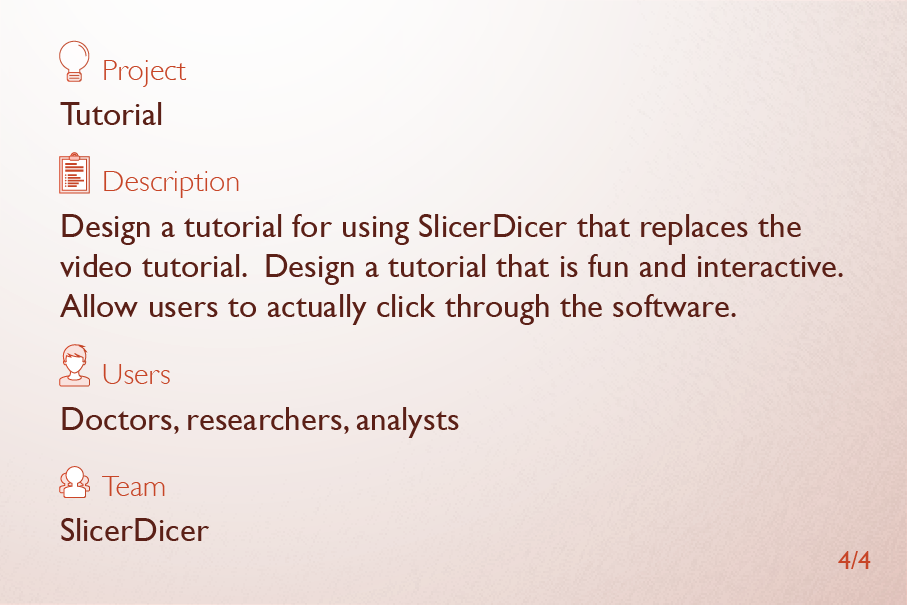 Project
Tutorial
Description
Design a tutorial for using SlicerDicer that replaces the
video tutorial.  Design a tutorial that is fun and interactive.
Allow users to actually click through the software.
Users
Doctors, researchers, analysts
Team
SlicerDicer
4/4